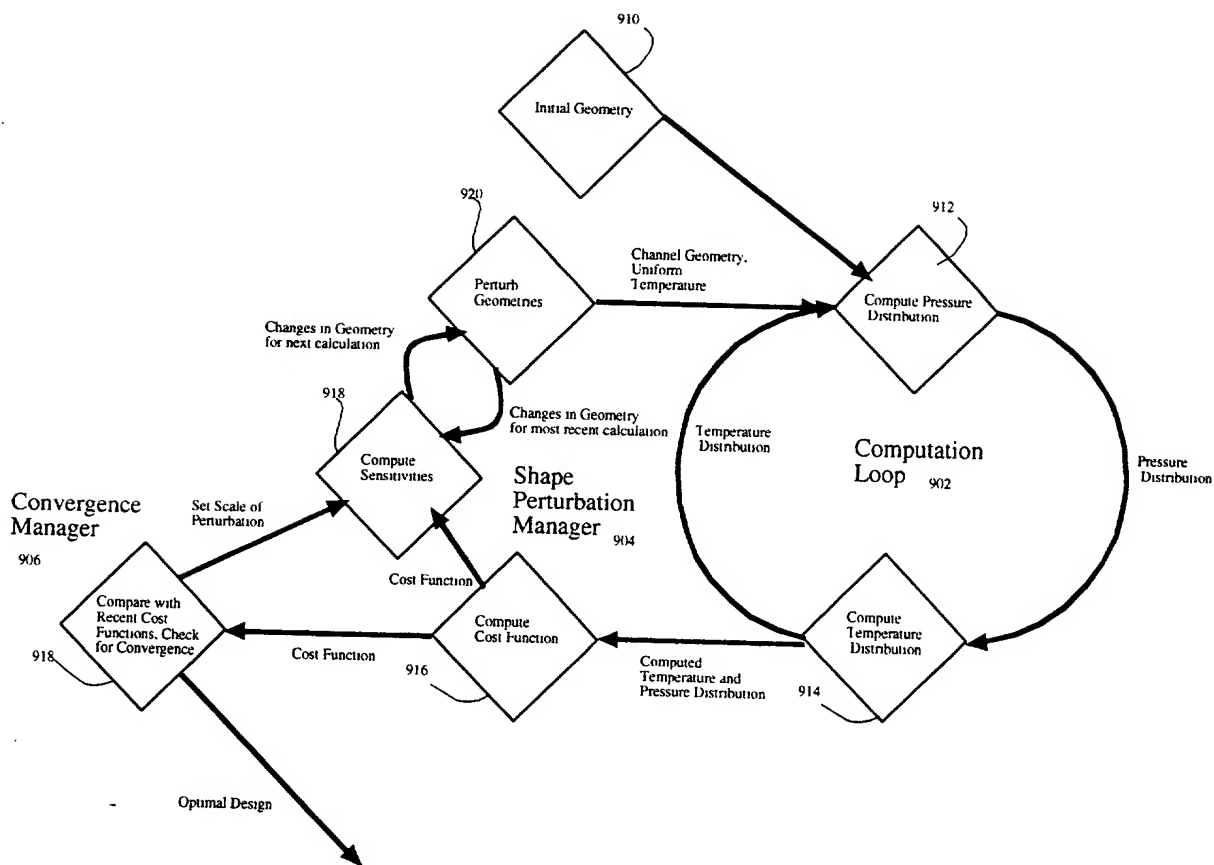 910
Initial Geometry
920
912
Channel Geometry,
Uniform
Temperature
Perturb
Geometries
Compute Pressure
Distribution
Changes in Geometry
for next calculation
918
Changes in Geometry
for most recent calculation
Temperature
Distribution
Compute
Sensitivities
Computation
Loop 902
Pressure
Distribution
Shape
Perturbation
Manager 904
Convergence
Manager
906
Set Scale of
Perturbation
Cost Function
Compare with
Recent Cost
Functions, Check
for Convergence
Compute
Cost Function
Compute
Temperature
Distribution
918
Cost Function
916
Computed
Temperature and
Pressure Distribution
914
Optimal Design